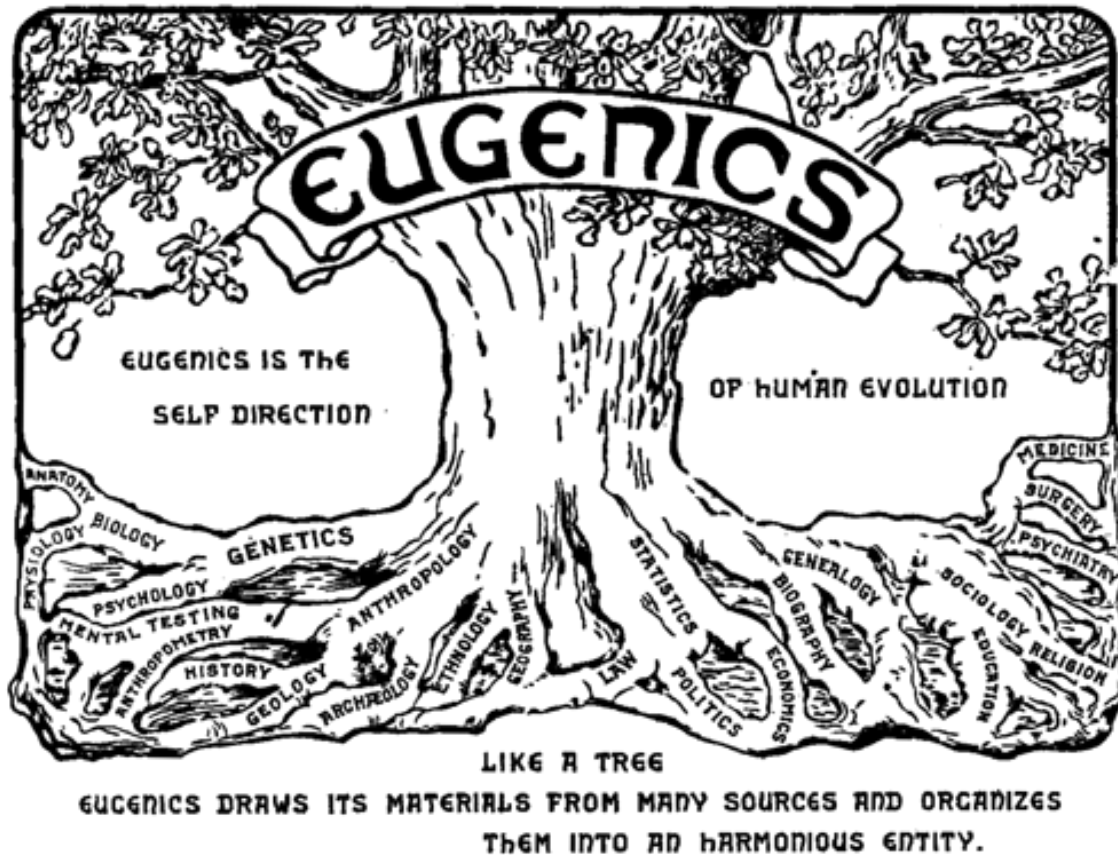 EUGENICS
EUGENICS IS THE
SELF DIRECTION
OF HUMAN EVOLUTION
ANATOMY
PHYSIOLOGY
BIOLOGY
GENETICS
PSYCHOLOGY
MENTAL TESTING
ANTHROPOMETRY
HISTORY
GEOLOGY
ANTHROPOLOGY
ARCHÆOLOGY
ETHNOLOGY
GEOGRAPHY
LAW
STATISTICS
POLITICS
ECONOMICS
BIOGRAPHY
GENEALOGY
EDUCATION
SOCIOLOGY
RELIGION
PSYCHIATRY
SURGERY
MEDICINE
LIKE A TREE
EUGENICS DRAWS ITS MATERIALS FROM MANY SOURCES AND ORGANIZES
THEM INTO AN HARMONIOUS ENTITY.